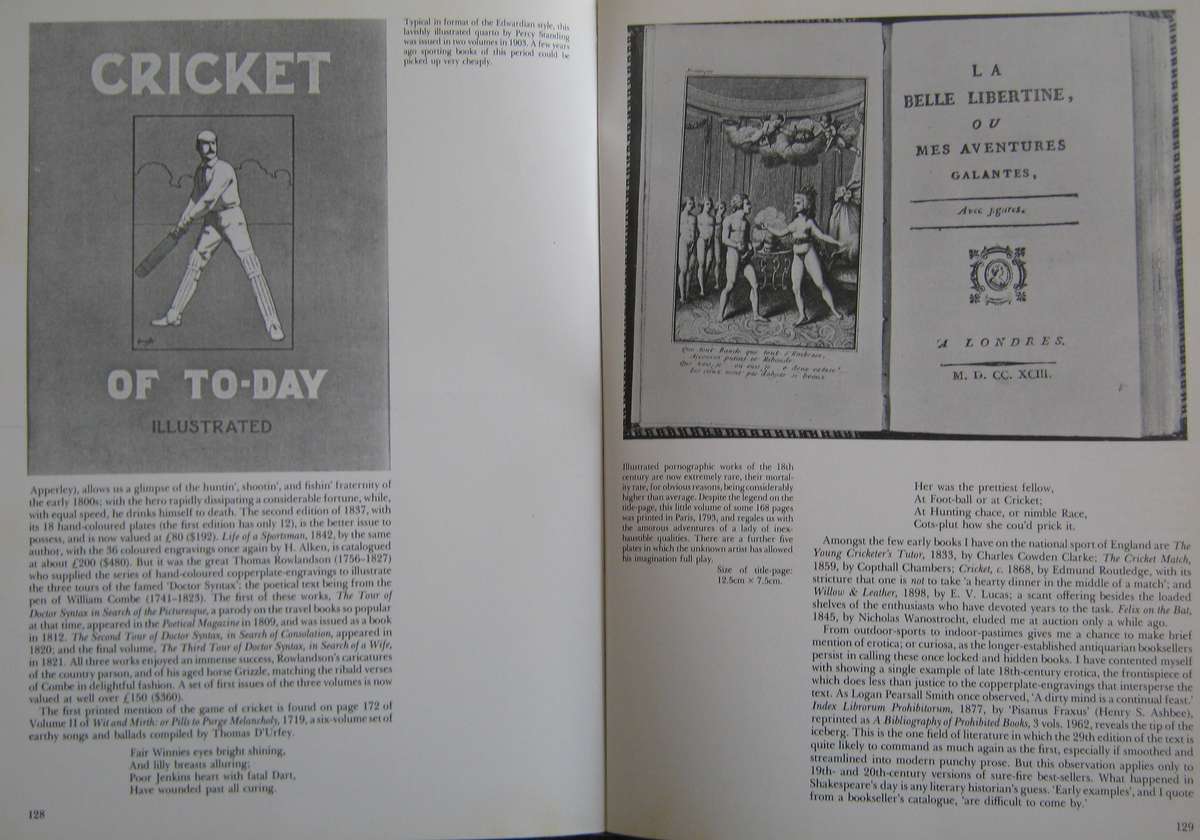 CRICKET
OF TO-DAY
ILLUSTRATED
Typical in format of the Edwardian style, this
lavishly illustrated quarto by Percy Standing
was issued in two volumes in 1903. A few years
ago sporting books of this period could be
picked up very cheaply.
Apperley), allows us a glimpse of the huntin', shootin', and fishin' fraternity of
the early 1800s; with the hero rapidly dissipating a considerable fortune, while,
with equal speed, he drinks himself to death. The second edition of 1837, with
its 18 hand-coloured plates (the first edition has only 12), is the better issue to
possess, and is now valued at £80 ($192). Life of a Sportsman, 1842, by the same
author, with the 36 coloured engravings once again by H. Alken, is catalogued
at about £200 ($480). But it was the great Thomas Rowlandson (1756–1827)
who supplied the series of hand-coloured copperplate-engravings to illustrate
the three tours of the famed 'Doctor Syntax'; the poetical text being from the
pen of William Combe (1741–1823). The first of these works, The Tour of
Doctor Syntax in Search of the Picturesque, a parody on the travel books so popular
at that time, appeared in the Poetical Magazine in 1809, and was issued as a book
in 1812. The Second Tour of Doctor Syntax, in Search of Consolation, appeared in
1820; and the final volume, The Third Tour of Doctor Syntax, in Search of a Wife,
in 1821. All three works enjoyed an immense success, Rowlandson's caricatures
of the country parson, and of his aged horse Grizzle, matching the ribald verses
of Combe in delightful fashion. A set of first issues of the three volumes is now
valued at well over £150 ($360).
The first printed mention of the game of cricket is found on page 172 of
Volume II of Wit and Mirth: or Pills to Purge Melancholy, 1719, a six-volume set of
earthy songs and ballads compiled by Thomas D'Urfey.
Fair Winnies eyes bright shining,
And lilly breasts alluring;
Poor Jenkins heart with fatal Dart,
Have wounded past all curing.
128
LA
BELLE LIBERTINE,
OU
MES AVENTURES
GALANTES,
Avec figures.
A LONDRES.
M. D. CC. XCIII.
Illustrated pornographic works of the 18th
century are now extremely rare, their mortal-
ity rate, for obvious reasons, being considerably
higher than average. Despite the legend on the
title-page, this little volume of some 168 pages
was printed in Paris, 1793, and regales us with
the amorous adventures of a lady of inex-
haustible qualities. There are a further five
plates in which the unknown artist has allowed
his imagination full play.
Size of title-page:
12.5cm × 7.5cm.
Her was the prettiest fellow,
At Foot-ball or at Cricket;
At Hunting chace, or nimble Race,
Cots-plut how she cou'd prick it.
Amongst the few early books I have on the national sport of England are The
Young Cricketer's Tutor, 1833, by Charles Cowden Clarke; The Cricket Match,
1859, by Copthall Chambers; Cricket, c. 1868, by Edmund Routledge, with its
stricture that one is not to take 'a hearty dinner in the middle of a match'; and
Willow & Leather, 1898, by E. V. Lucas; a scant offering besides the loaded
shelves of the enthusiasts who have devoted years to the task. Felix on the Bat,
1845, by Nicholas Wanostrocht, eluded me at auction only a while ago.
From outdoor-sports to indoor-pastimes gives me a chance to make brief
mention of erotica; or curiosa, as the longer-established antiquarian booksellers
persist in calling these once locked and hidden books. I have contented myself
with showing a single example of late 18th-century erotica, the frontispiece of
which does less than justice to the copperplate-engravings that intersperse the
text. As Logan Pearsall Smith once observed, 'A dirty mind is a continual feast.'
Index Librorum Prohibitorum, 1877, by 'Pisanus Fraxus' (Henry S. Ashbee),
reprinted as A Bibliography of Prohibited Books, 3 vols. 1962, reveals the tip of the
iceberg. This is the one field of literature in which the 29th edition of the text is
quite likely to command as much again as the first, especially if smoothed and
streamlined into modern punchy prose. But this observation applies only to
19th- and 20th-century versions of sure-fire best-sellers. What happened in
Shakespeare's day is any literary historian's guess. 'Early examples', and I quote
from a bookseller's catalogue, 'are difficult to come by.'
129